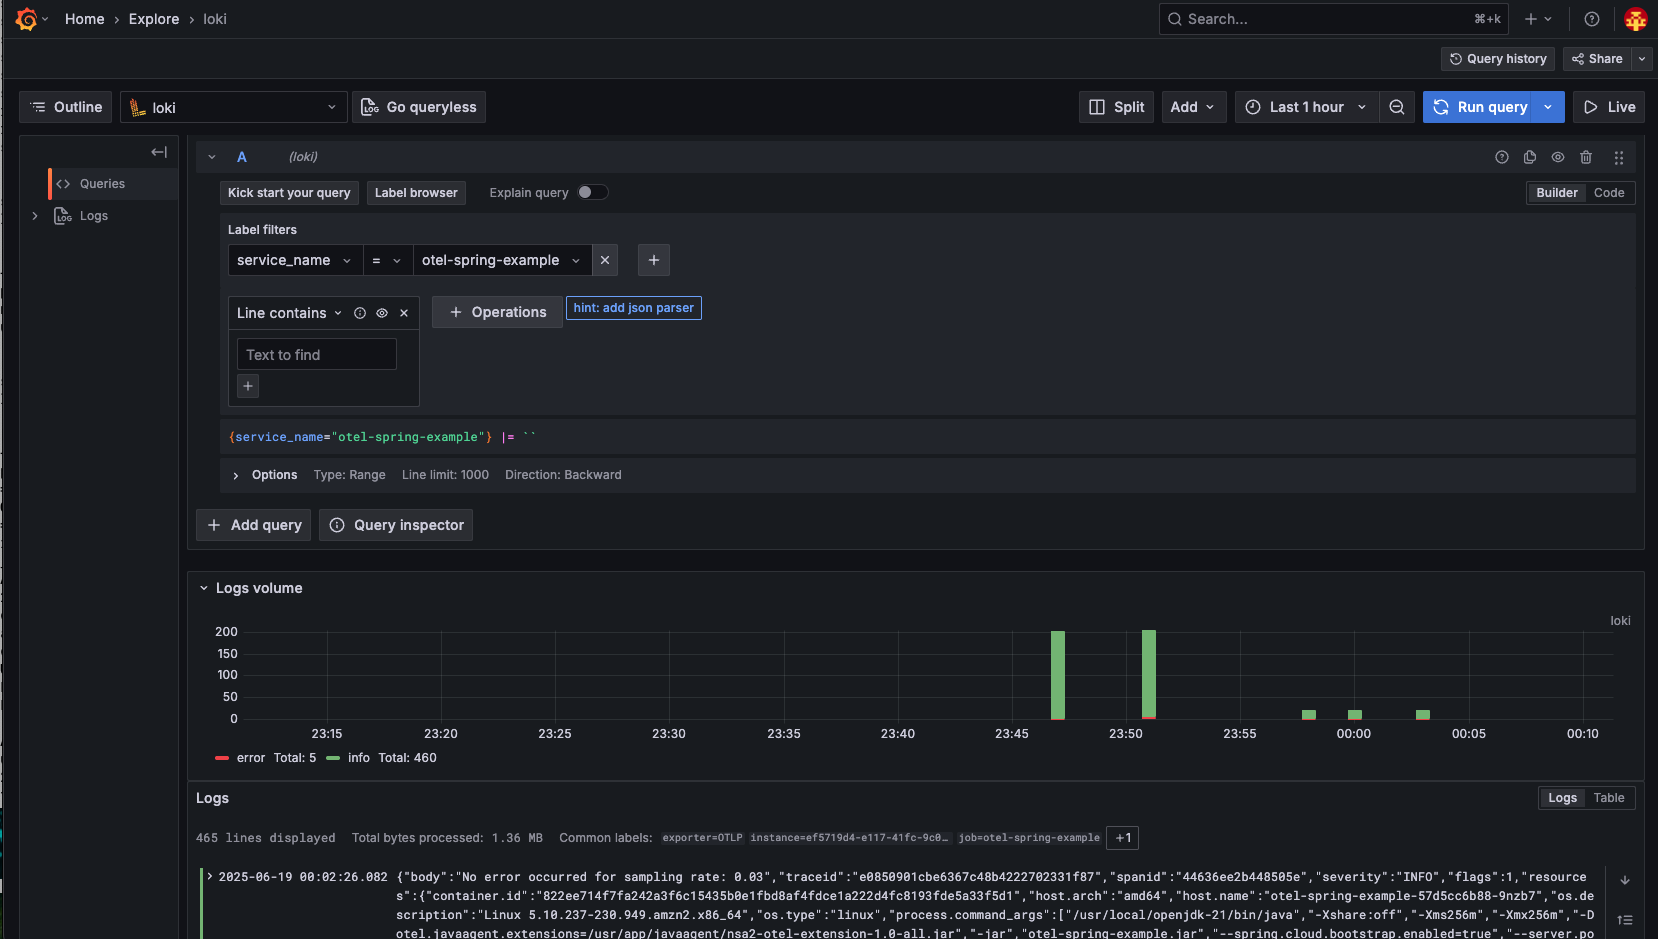 Home › Explore › loki
Search... ⌘+k
Query history Share
Outline loki Go queryless Split Add Last 1 hour Run query Live
Queries
Logs
A (loki)
Kick start your query Label browser Explain query Builder Code
Label filters
service_name = otel-spring-example
Line contains + Operations hint: add json parser
Text to find
+
{service_name="otel-spring-example"} |= ``
Options Type: Range Line limit: 1000 Direction: Backward
+ Add query Query inspector
Logs volume
loki
200
150
100
50
0
23:15 23:20 23:25 23:30 23:35 23:40 23:45 23:50 23:55 00:00 00:05 00:10
error Total: 5 info Total: 460
Logs Logs Table
465 lines displayed Total bytes processed: 1.36 MB Common labels: exporter=OTLP instance=ef5719d4-e117-41fc-9c0… job=otel-spring-example +1
2025-06-19 00:02:26.082 {"body":"No error occurred for sampling rate: 0.03","traceid":"e0850901cbe6367c48b4222702331f87","spanid":"44636ee2b448505e","severity":"INFO","flags":1,"resource
s":{"container.id":"822ee714f7fa242a3f6c15435b0e1fbd8af4fdce1a222d4fc8193fde5a33f5d1","host.arch":"amd64","host.name":"otel-spring-example-57d5cc6b88-9nzb7","os.de
scription":"Linux 5.10.237-230.949.amzn2.x86_64","os.type":"linux","process.command_args":["/usr/local/openjdk-21/bin/java","-Xshare:off","-Xms256m","-Xmx256m","-D
otel.javaagent.extensions=/usr/app/javaagent/nsa2-otel-extension-1.0-all.jar","-jar","otel-spring-example.jar","--spring.cloud.bootstrap.enabled=true","--server.po